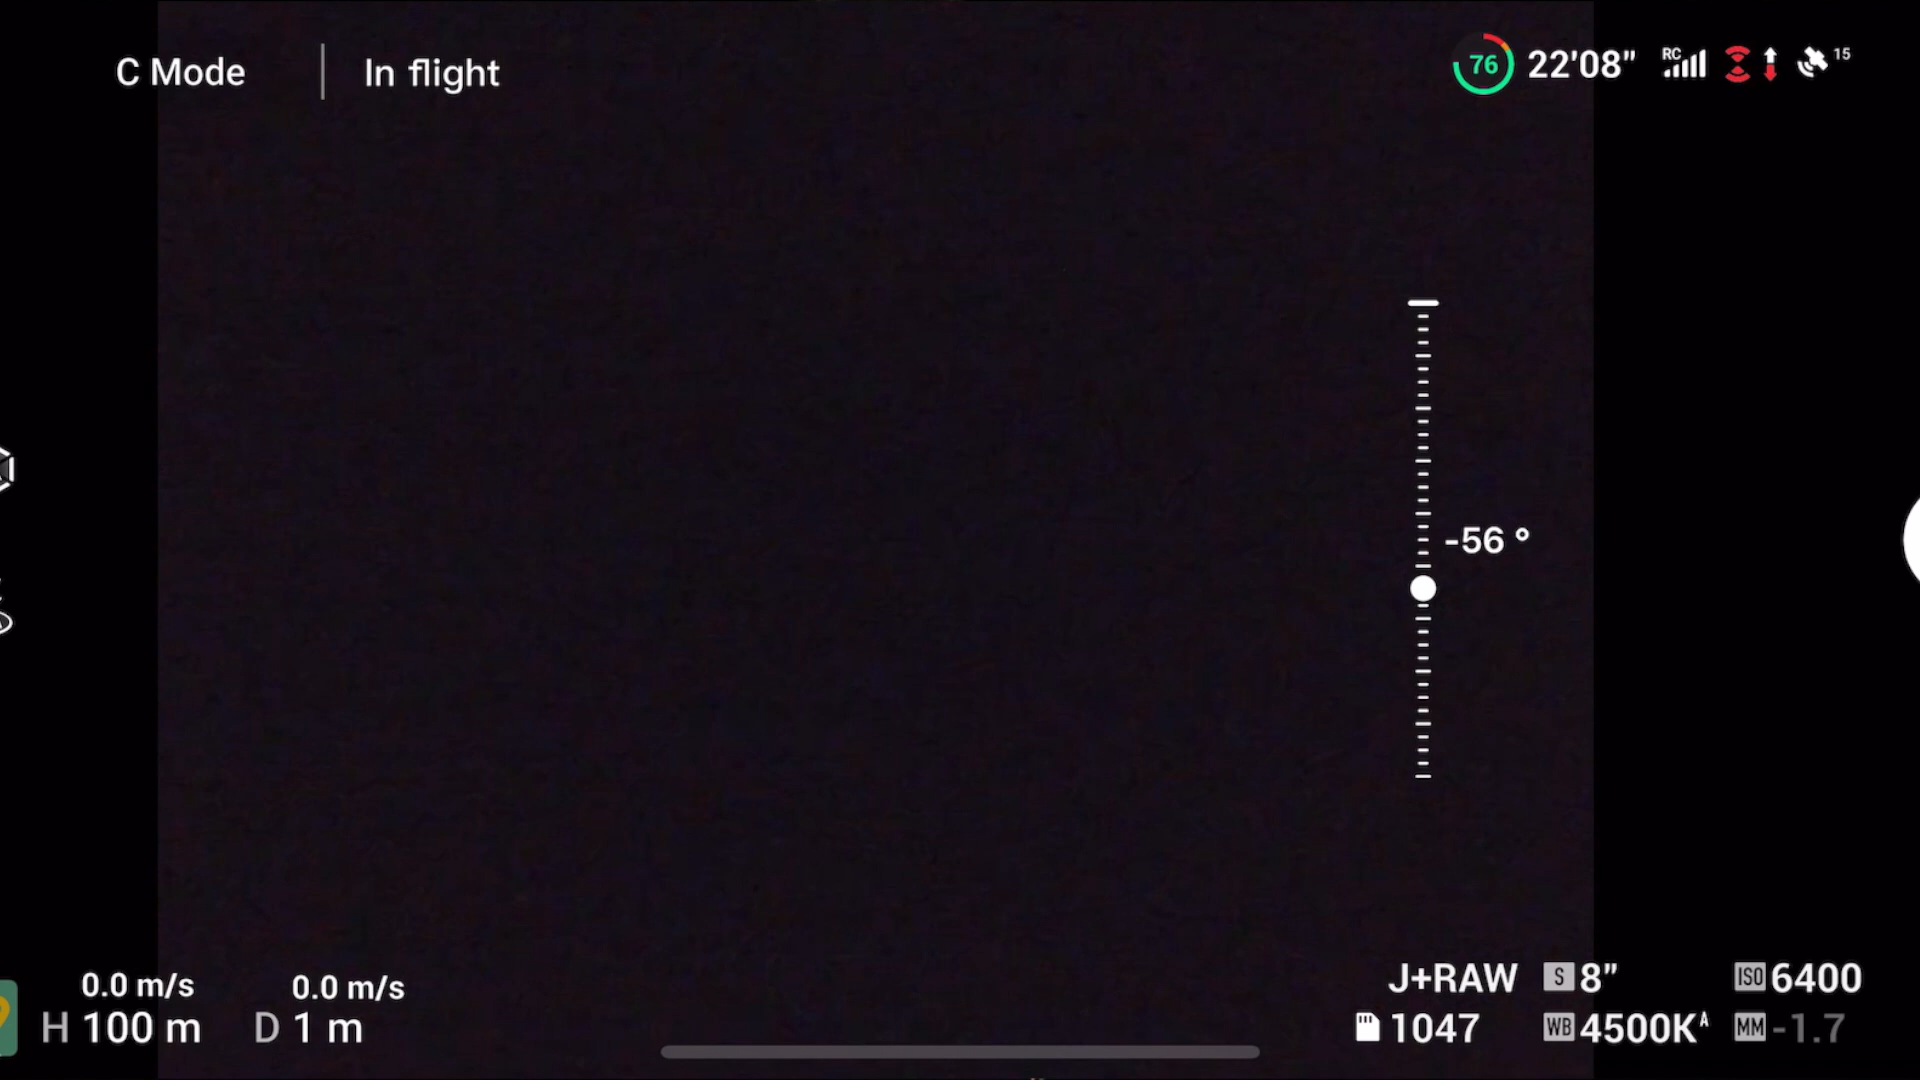 C Mode | In flight
76 22'08" RC 15
-56 °
0.0 m/s 0.0 m/s
H 100 m D 1 m
J+RAW S 8" ISO 6400
1047 WB 4500K A MM -1.7